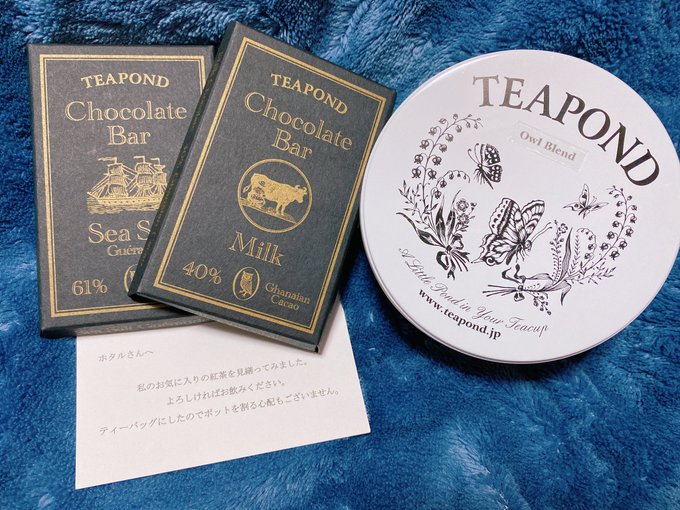 TEAPOND
Chocolate
Bar
Sea
61%
TEAPOND
Chocolate
Bar
Milk
40%
Ghanaian
Cacao
TEAPOND
Owl Blend
A Little Pond in Your Teacup
www.teapond.jp
ホタルさんへ
私のお気に入りの紅茶を見繕ってみました。
よろしければお飲みください。
ティーバッグにしたのでポットを割る心配もございません。